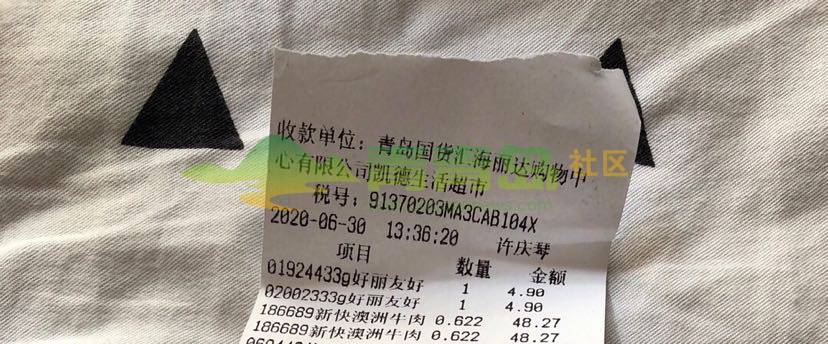 收款单位：青岛国货汇海丽达购物中
心有限公司凯德生活超市
税号：91370203MA3CAB104X
2020-06-30 13:36:20 许庆琴
项目 数量 金额
01924433g好丽友好 1 4.90
02002333g好丽友好 1 4.90
186689新快澳洲牛肉 0.622 48.27
186689新快澳洲牛肉 0.622 48.27
社区